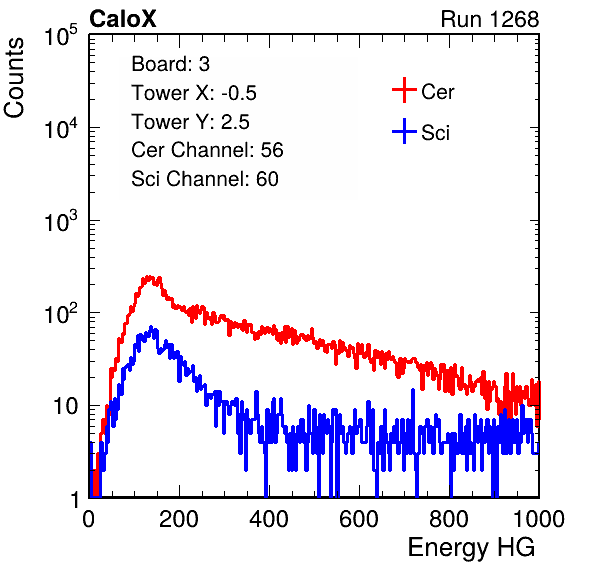 CaloX Run 1268
Counts
Board: 3
Tower X: -0.5
Tower Y: 2.5
Cer Channel: 56
Sci Channel: 60
Cer
Sci
10^5
10^4
10^3
10^2
10
1
0 200 400 600 800 1000
Energy HG